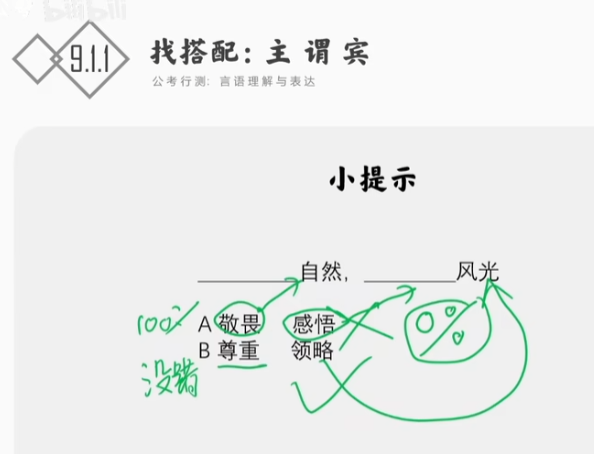 bilibili
9.1.1 找搭配：主谓宾
公考行测：言语理解与表达
小提示
__________自然，________风光
100% A 敬畏 感悟
没错 B 尊重 领略